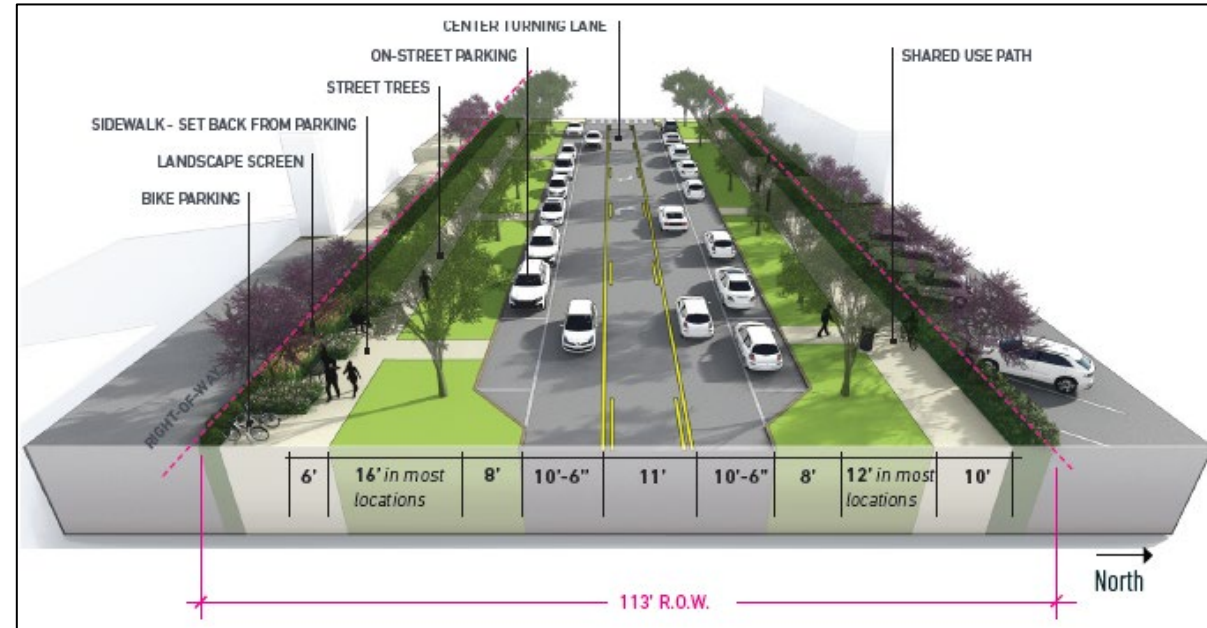 CENTER TURNING LANE
ON-STREET PARKING
SHARED USE PATH
STREET TREES
SIDEWALK - SET BACK FROM PARKING
LANDSCAPE SCREEN
BIKE PARKING
RIGHT-OF-WAY
6' 16' in most 8' 10'-6" 11' 10'-6" 8' 12' in most 10'
locations locations
North
113' R.O.W.